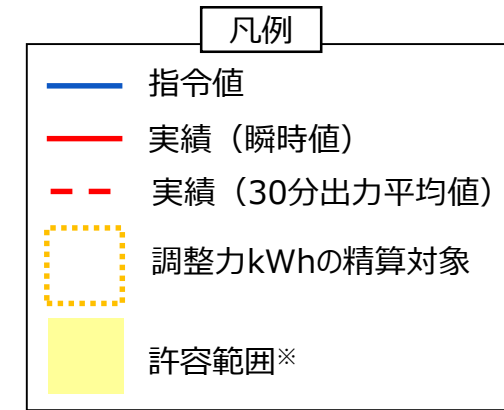 凡例
指令値
実績（瞬時値）
実績（30分出力平均値）
調整力kWhの精算対象
許容範囲※